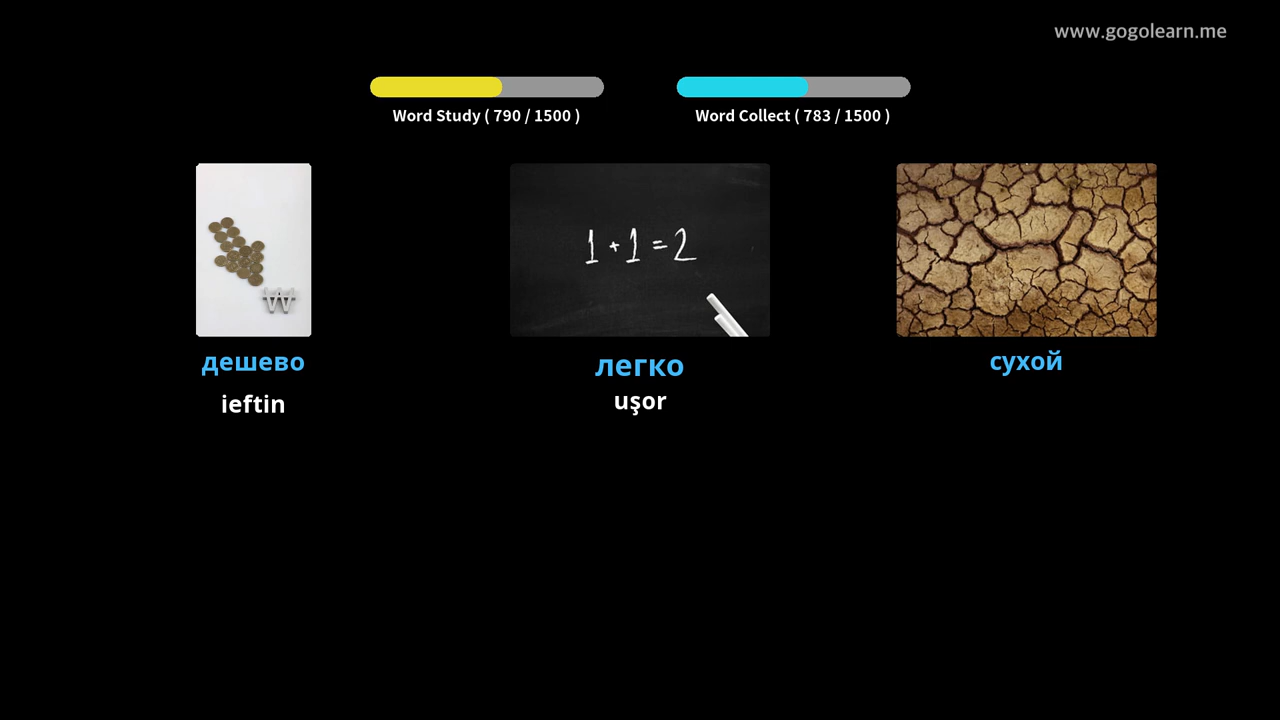 www.gogolearn.me
Word Study ( 790 / 1500 )
Word Collect ( 783 / 1500 )
1 + 1 = 2
₩
дешево
легко
сухой
ieftin
uşor